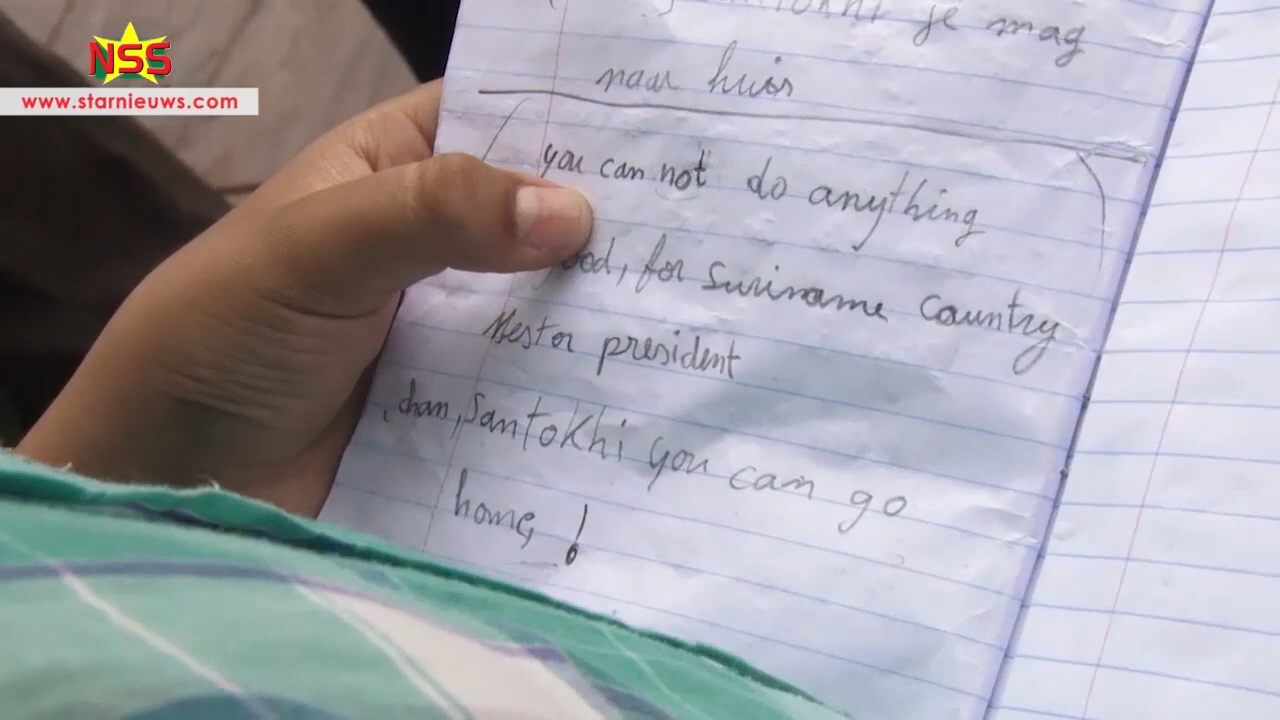 NSS
www.starnieuws.com
je mag
naar huis
you can not do anything
ood, for Suriname Country
Mestor president
, chan, Santokhi you can go
home, !